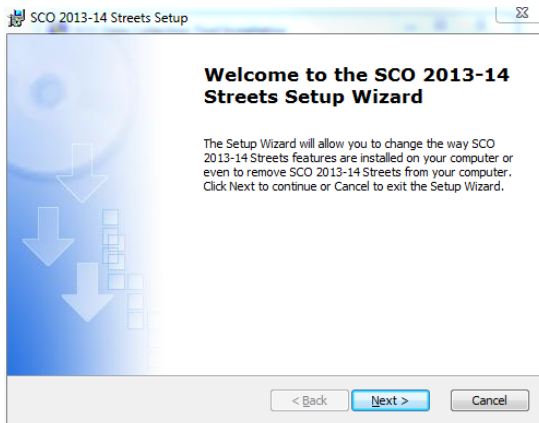 SCO 2013-14 Streets Setup
Welcome to the SCO 2013-14
Streets Setup Wizard
The Setup Wizard will allow you to change the way SCO
2013-14 Streets features are installed on your computer or
even to remove SCO 2013-14 Streets from your computer.
Click Next to continue or Cancel to exit the Setup Wizard.
< Back Next > Cancel